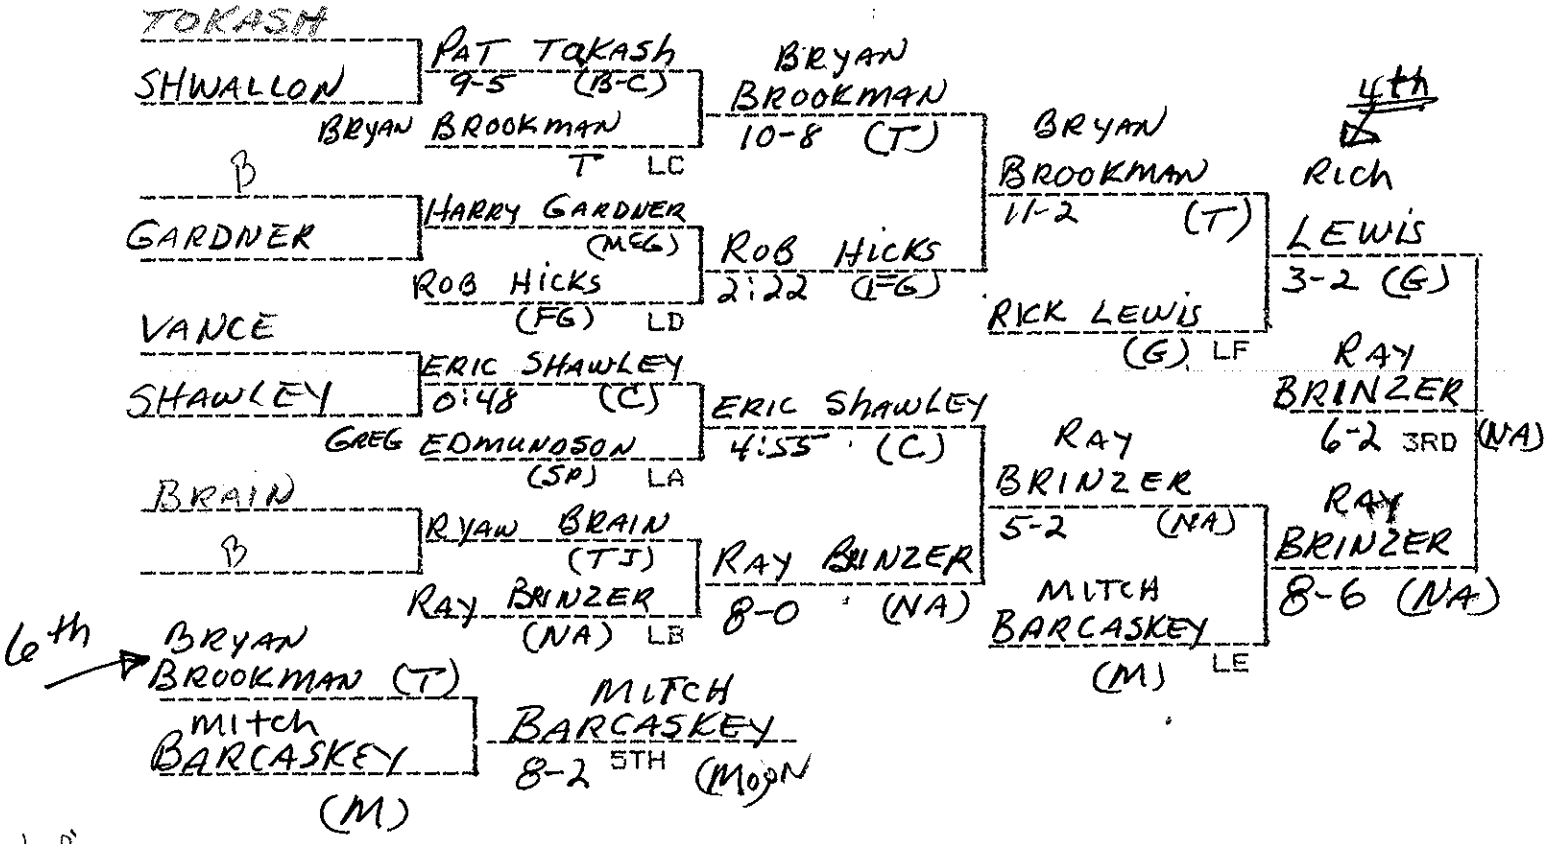 TOKASH
SHWALLON
PAT TOKASH
9-5 (B-C)
BRYAN BROOKMAN
T LC
BRYAN
BROOKMAN
10-8 (T)
B
GARDNER
HARRY GARDNER
(McG)
ROB HICKS
(FG) LD
ROB HICKS
2:22 (FG)
BRYAN
BROOKMAN
11-2 (T)
RICK LEWIS
(G) LF
4th
RICH
LEWIS
3-2 (G)
VANCE
SHAWLEY
ERIC SHAWLEY
0:48 (C)
GREG EDMUNDSON
(SP) LA
ERIC SHAWLEY
4:55 (C)
BRAIN
B
RYAN BRAIN
(TJ)
RAY BRINZER
(NA) LB
RAY BRINZER
8-0 (NA)
RAY
BRINZER
5-2 (NA)
MITCH
BARCASKEY
(M) LE
RAY
BRINZER
6-2 3RD (NA)
RAY
BRINZER
8-6 (NA)
6th
BRYAN
BROOKMAN (T)
MITCH
BARCASKEY
(M)
MITCH
BARCASKEY
8-2 5TH (MOON